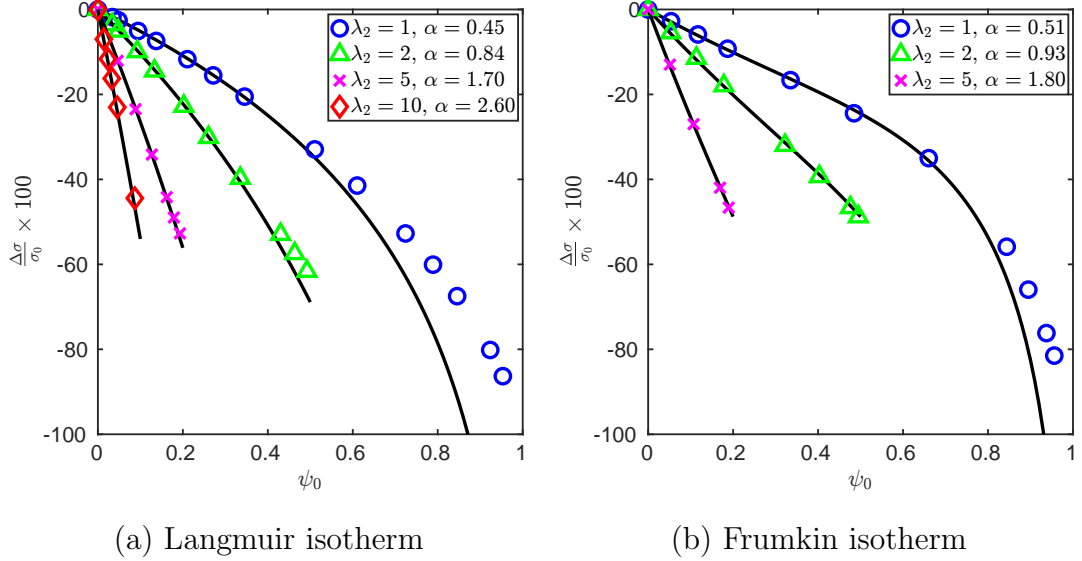 0
-20
-40
-60
-80
-100
0
0.2
0.4
0.6
0.8
1
Δσ/σ₀ × 100
ψ₀
λ₂ = 1, α = 0.45
λ₂ = 2, α = 0.84
λ₂ = 5, α = 1.70
λ₂ = 10, α = 2.60
(a) Langmuir isotherm
0
-20
-40
-60
-80
-100
0
0.2
0.4
0.6
0.8
1
Δσ/σ₀ × 100
ψ₀
λ₂ = 1, α = 0.51
λ₂ = 2, α = 0.93
λ₂ = 5, α = 1.80
(b) Frumkin isotherm